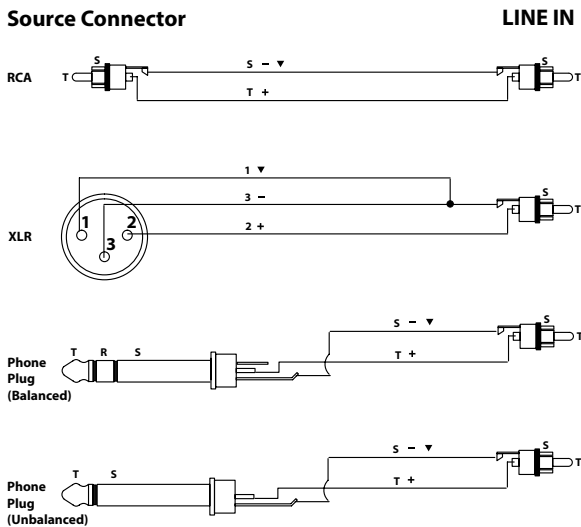 Source Connector LINE IN
S S – ▼ S
RCA T T
T +
1 ▼
3 – S
1 2 2 + T
XLR 3
S – ▼ S
T R S T + T
Phone
Plug
(Balanced)
S – ▼ S
T S T + T
Phone
Plug
(Unbalanced)